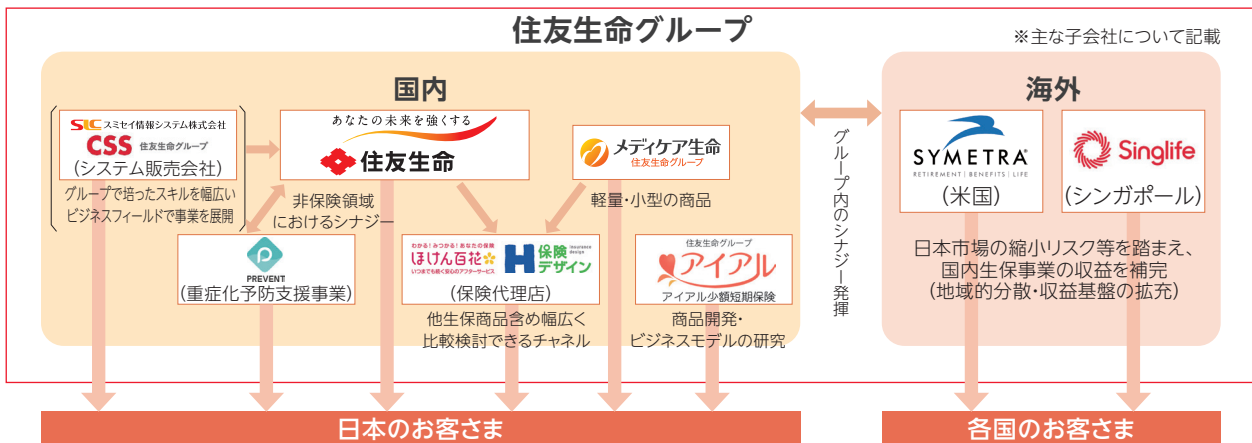 住友生命グループ
※主な子会社について記載
国内
SLC スミセイ情報システム株式会社
CSS 住友生命グループ
(システム販売会社)
グループで培ったスキルを幅広い
ビジネスフィールドで事業を展開
あなたの未来を強くする
住友生命
メディケア生命
住友生命グループ
軽量・小型の商品
非保険領域
におけるシナジー
PREVENT
(重症化予防支援事業)
わかる!みつかる!あなたの保険
ほけん百花
いつまでも続く安心のアフターサービス
H 保険デザイン insurance design
(保険代理店)
他生保商品含め幅広く
比較検討できるチャネル
住友生命グループ
アイアル
アイアル少額短期保険
商品開発・
ビジネスモデルの研究
グループ内のシナジー発揮
海外
SYMETRA®
RETIREMENT | BENEFITS | LIFE
(米国)
Singlife
(シンガポール)
日本市場の縮小リスク等を踏まえ、
国内生保事業の収益を補完
(地域的分散・収益基盤の拡充)
日本のお客さま
各国のお客さま